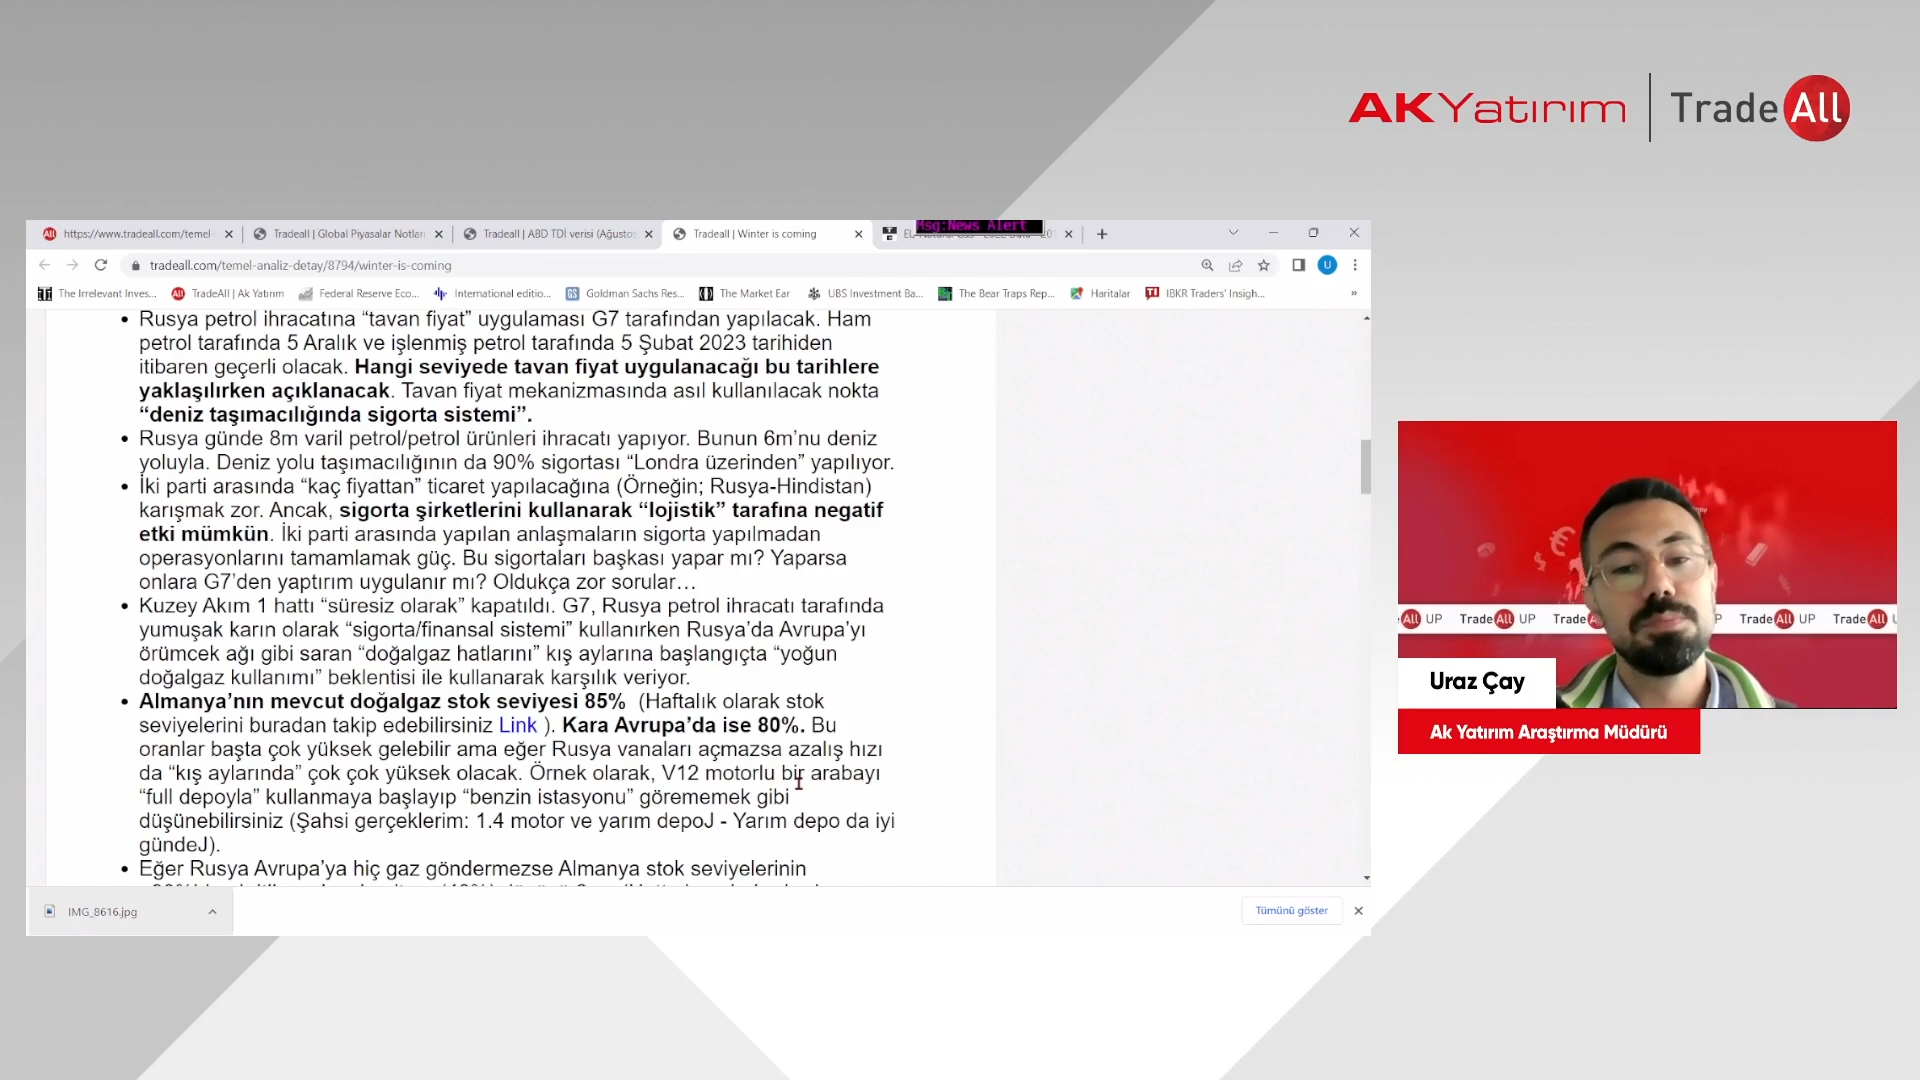 AKYatırım | TradeAll
Msg:News Alert
https://www.tradeall.com/temel-
Tradeall | Global Piyasalar Notları
Tradeall | ABD TDİ verisi (Ağustos
Tradeall | Winter is coming
tradeall.com/temel-analiz-detay/8794/winter-is-coming
U
The Irrelevant Inves...
TradeAll | Ak Yatırım
Federal Reserve Eco...
International editio...
Goldman Sachs Res...
The Market Ear
UBS Investment Ba...
The Bear Traps Rep...
Haritalar
IBKR Traders' Insigh...
• Rusya petrol ihracatına “tavan fiyat” uygulaması G7 tarafından yapılacak. Ham
petrol tarafında 5 Aralık ve işlenmiş petrol tarafında 5 Şubat 2023 tarihiden
itibaren geçerli olacak. Hangi seviyede tavan fiyat uygulanacağı bu tarihlere
yaklaşılırken açıklanacak. Tavan fiyat mekanizmasında asıl kullanılacak nokta
“deniz taşımacılığında sigorta sistemi”.
• Rusya günde 8m varil petrol/petrol ürünleri ihracatı yapıyor. Bunun 6m’nu deniz
yoluyla. Deniz yolu taşımacılığının da 90% sigortası “Londra üzerinden” yapılıyor.
• İki parti arasında “kaç fiyattan” ticaret yapılacağına (Örneğin; Rusya-Hindistan)
karışmak zor. Ancak, sigorta şirketlerini kullanarak “lojistik” tarafına negatif
etki mümkün. İki parti arasında yapılan anlaşmaların sigorta yapılmadan
operasyonlarını tamamlamak güç. Bu sigortaları başkası yapar mı? Yaparsa
onlara G7’den yaptırım uygulanır mı? Oldukça zor sorular…
• Kuzey Akım 1 hattı “süresiz olarak” kapatıldı. G7, Rusya petrol ihracatı tarafında
yumuşak karın olarak “sigorta/finansal sistemi” kullanırken Rusya’da Avrupa’yı
örümcek ağı gibi saran “doğalgaz hatlarını” kış aylarına başlangıçta “yoğun
doğalgaz kullanımı” beklentisi ile kullanarak karşılık veriyor.
• Almanya’nın mevcut doğalgaz stok seviyesi 85% (Haftalık olarak stok
seviyelerini buradan takip edebilirsiniz Link ). Kara Avrupa’da ise 80%. Bu
oranlar başta çok yüksek gelebilir ama eğer Rusya vanaları açmazsa azalış hızı
da “kış aylarında” çok çok yüksek olacak. Örnek olarak, V12 motorlu bir arabayı
“full depoyla” kullanmaya başlayıp “benzin istasyonu” görememek gibi
düşünebilirsiniz (Şahsi gerçeklerim: 1.4 motor ve yarım depoJ - Yarım depo da iyi
gündeJ).
• Eğer Rusya Avrupa’ya hiç gaz göndermezse Almanya stok seviyelerinin
IMG_8616.jpg
Tümünü göster
All UP TradeAll UP Trade P TradeAll UP TradeAll
Uraz Çay
Ak Yatırım Araştırma Müdürü